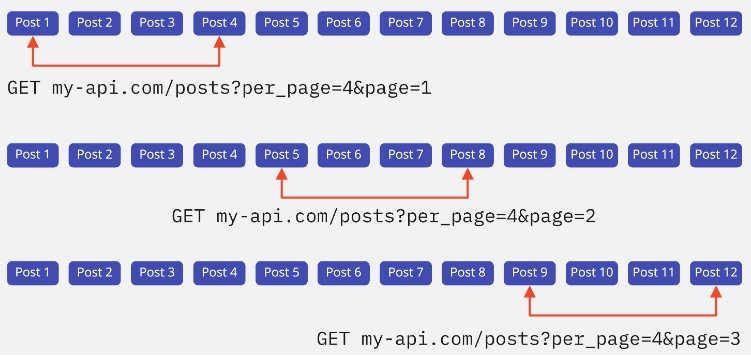 Post 1 Post 2 Post 3 Post 4 Post 5 Post 6 Post 7 Post 8 Post 9 Post 10 Post 11 Post 12
GET my-api.com/posts?per_page=4&page=1
Post 1 Post 2 Post 3 Post 4 Post 5 Post 6 Post 7 Post 8 Post 9 Post 10 Post 11 Post 12
GET my-api.com/posts?per_page=4&page=2
Post 1 Post 2 Post 3 Post 4 Post 5 Post 6 Post 7 Post 8 Post 9 Post 10 Post 11 Post 12
GET my-api.com/posts?per_page=4&page=3